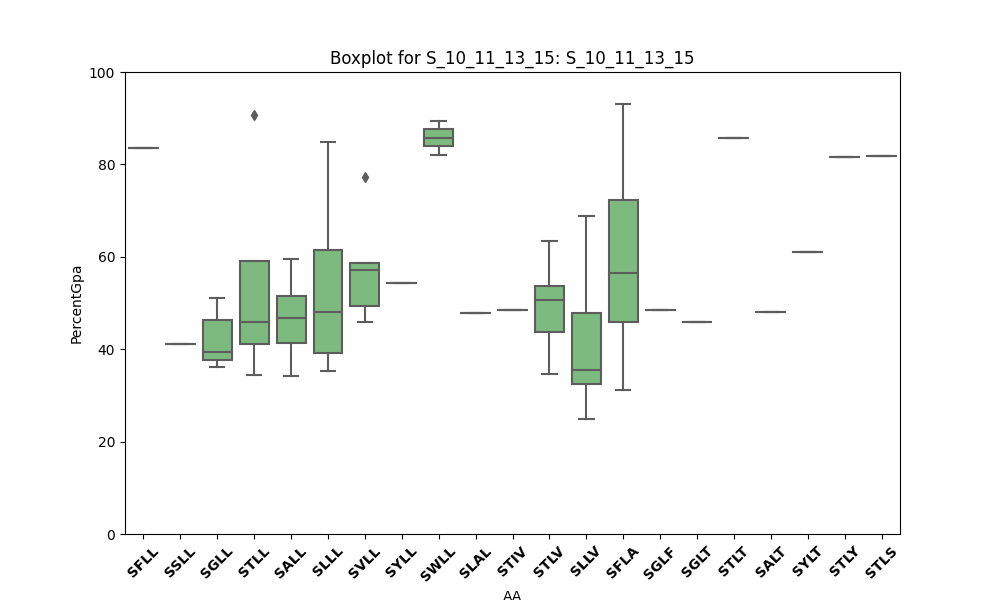 Boxplot for S_10_11_13_15: S_10_11_13_15
100
80
60
40
20
0
PercentGpa
SFLL SSLL SGLL STLL SALL SLLL SVLL SYLL SWLL SLAL STIV STLV SLLV SFLA SGLF SGLT STLT SALT SYLT STLY STLS
AA